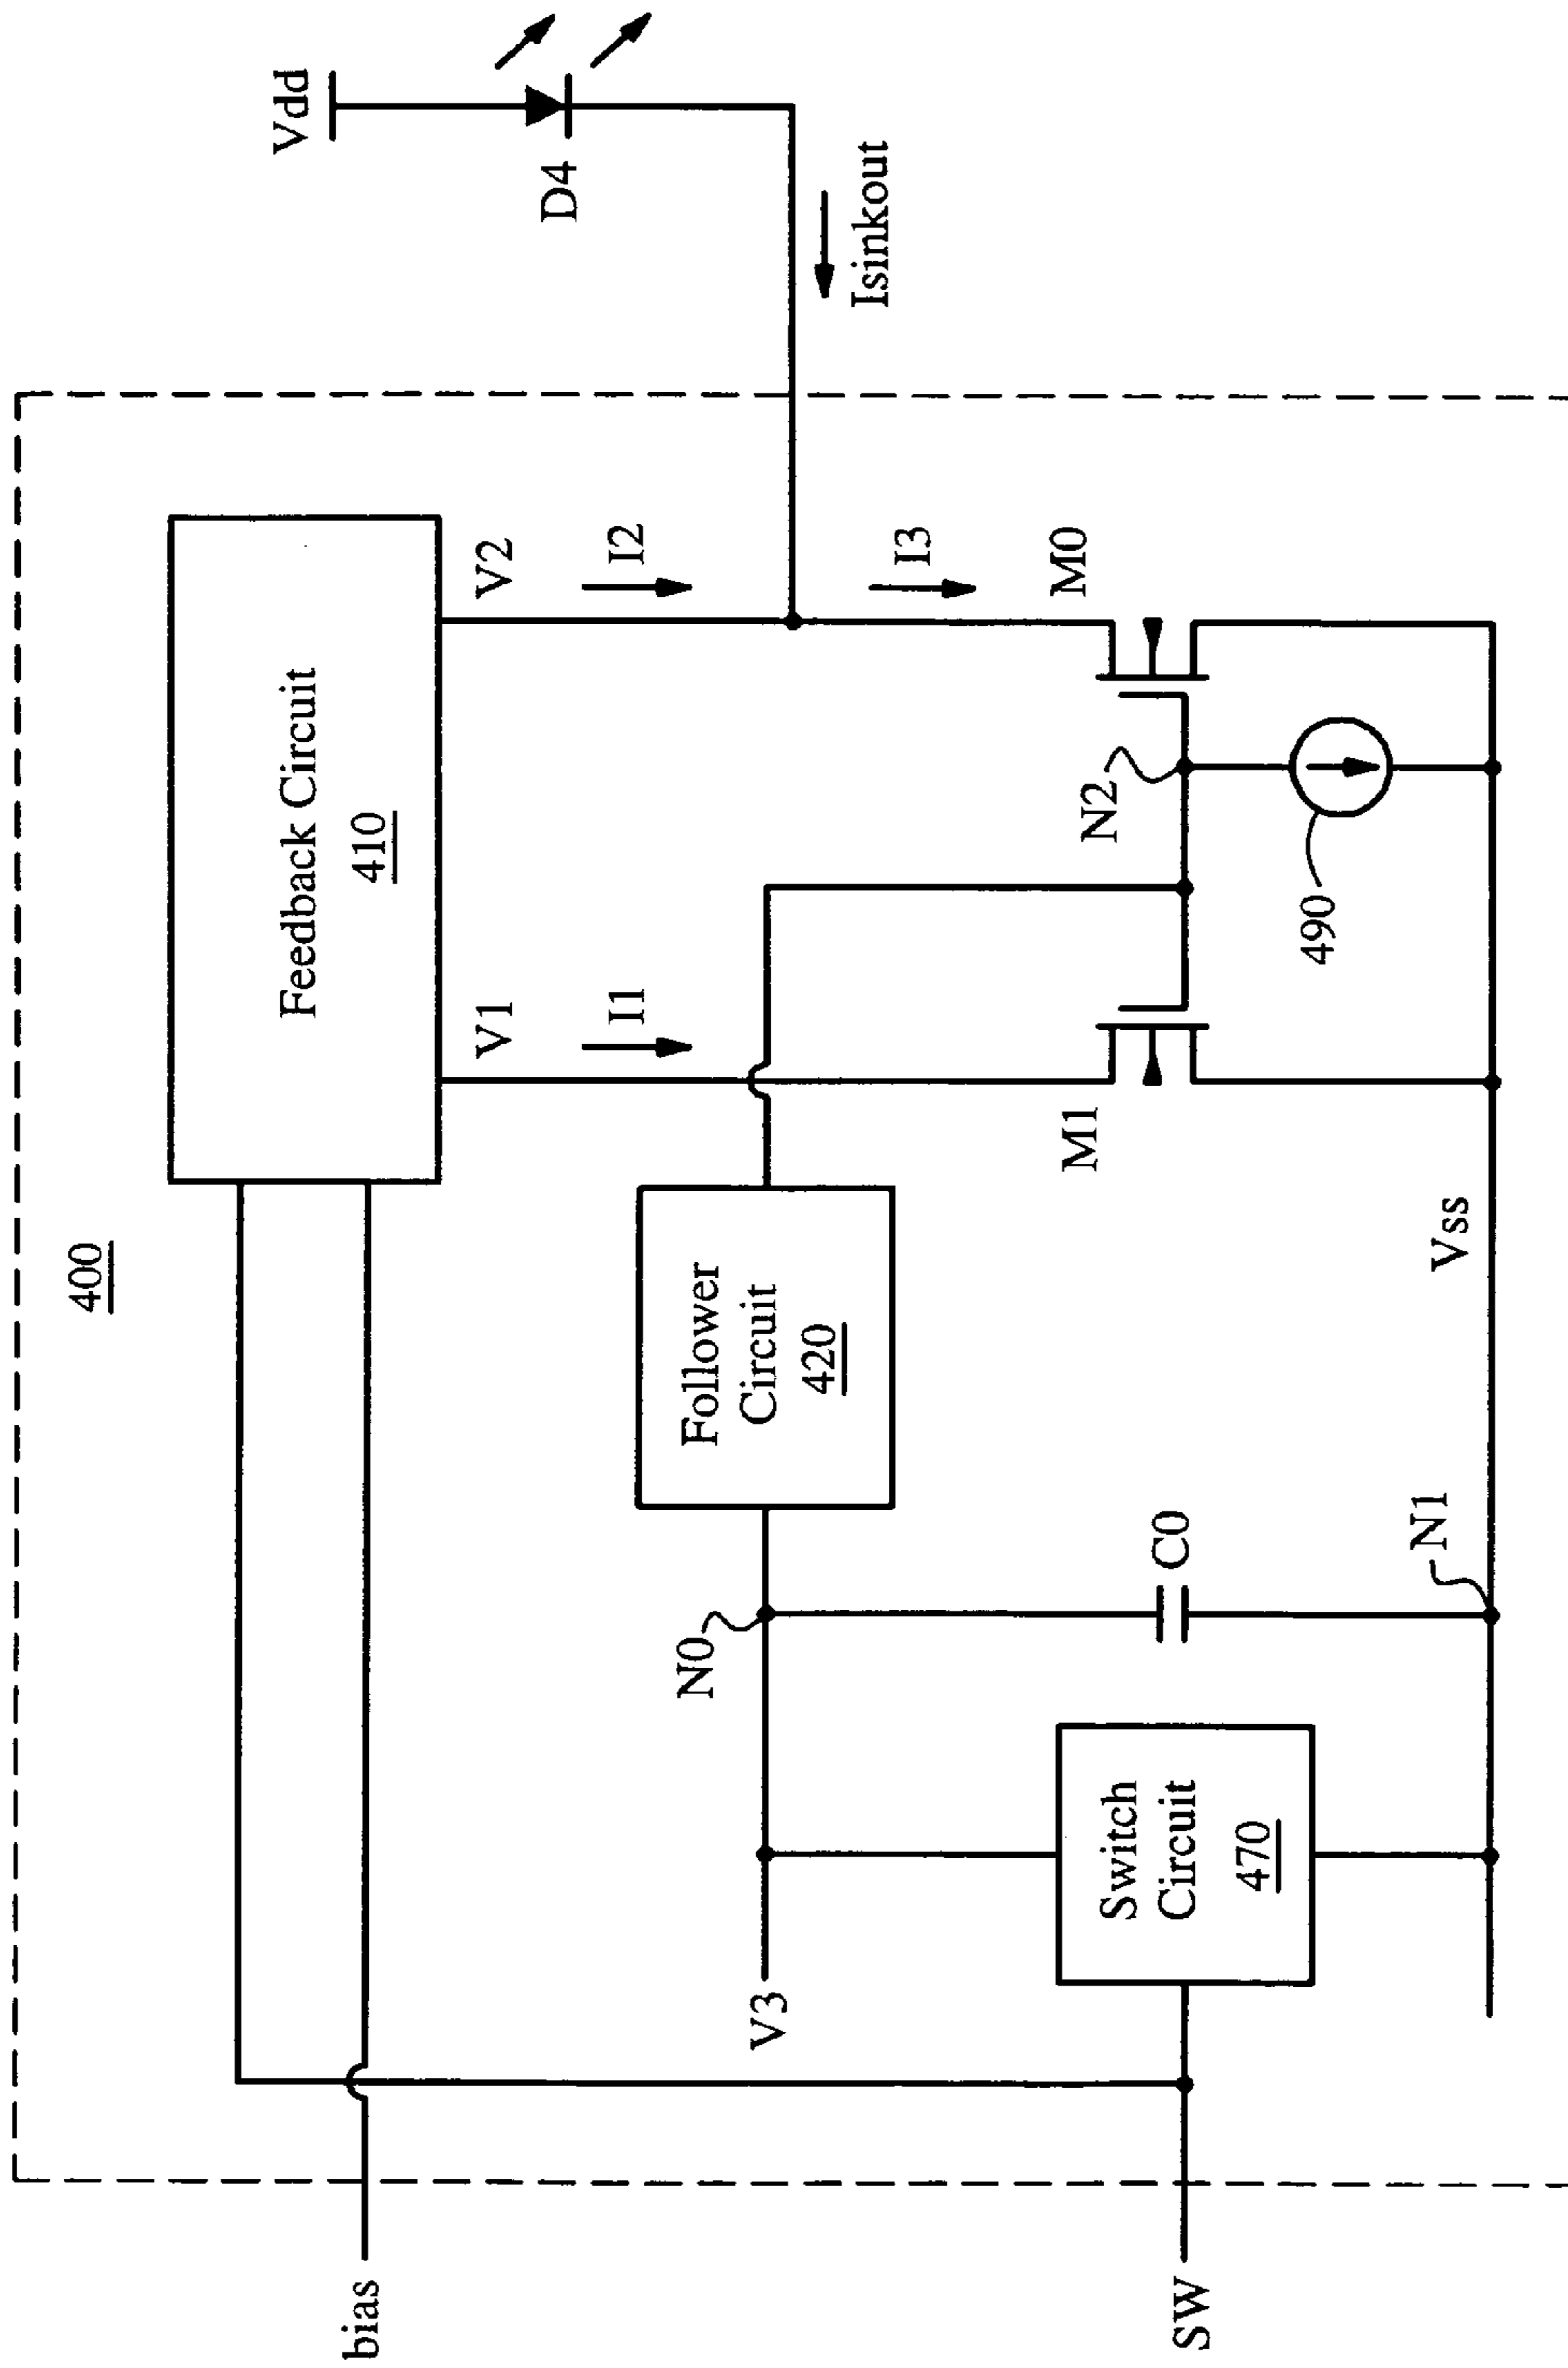 400
Vdd
D4
Isinkout
Feedback Circuit
410
bias
V1
I1
V2
I2
I3
Follower
Circuit
420
N0
V3
M1
M0
N2
490
C0
Switch
Circuit
470
SW
Vss
N1